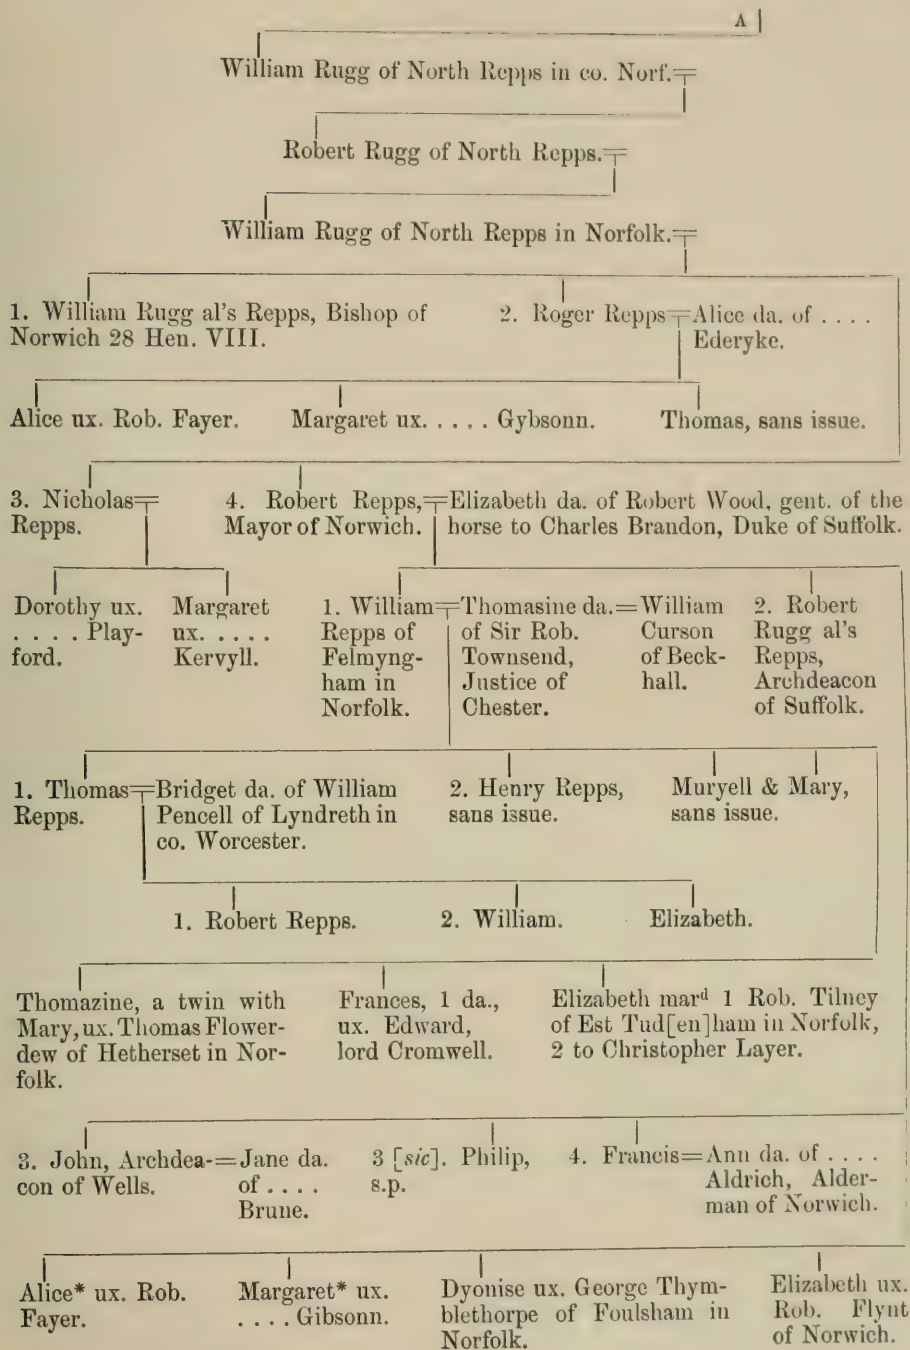 A
William Rugg of North Repps in co. Norf.
Robert Rugg of North Repps.
William Rugg of North Repps in Norfolk.
1. William Rugg al's Repps, Bishop of
Norwich 28 Hen. VIII.
2. Roger Repps=Alice da. of . . . .
Ederyke.
Alice ux. Rob. Fayer.
Margaret ux. . . . . Gybsonn.
Thomas, sans issue.
3. Nicholas=
Repps.
4. Robert Repps,=Elizabeth da. of Robert Wood, gent. of the
Mayor of Norwich. horse to Charles Brandon, Duke of Suffolk.
Dorothy ux.
. . . . Play-
ford.
Margaret
ux. . . . .
Kervyll.
1. William=
Repps of
Felmyng-
ham in
Norfolk.
Thomasine da.=
of Sir Rob.
Townsend,
Justice of
Chester.
William
Curson
of Beck-
hall.
2. Robert
Rugg al's
Repps,
Archdeacon
of Suffolk.
1. Thomas=
Repps.
Bridget da. of William
Pencell of Lyndreth in
co. Worcester.
2. Henry Repps,
sans issue.
Muryell & Mary,
sans issue.
1. Robert Repps.
2. William.
Elizabeth.
Thomazine, a twin with
Mary, ux. Thomas Flower-
dew of Hetherset in Nor-
folk.
Frances, 1 da.,
ux. Edward,
lord Cromwell.
Elizabeth marᵈ 1 Rob. Tilney
of Est Tud[en]ham in Norfolk,
2 to Christopher Layer.
3. John, Archdea-=
con of Wells.
Jane da.
of . . . .
Brune.
3 [sic]. Philip,
s.p.
4. Francis=Ann da. of . . . .
Aldrich, Alder-
man of Norwich.
Alice* ux. Rob.
Fayer.
Margaret* ux.
. . . . Gibsonn.
Dyonise ux. George Thym-
blethorpe of Foulsham in
Norfolk.
Elizabeth ux.
Rob. Flynt
of Norwich.